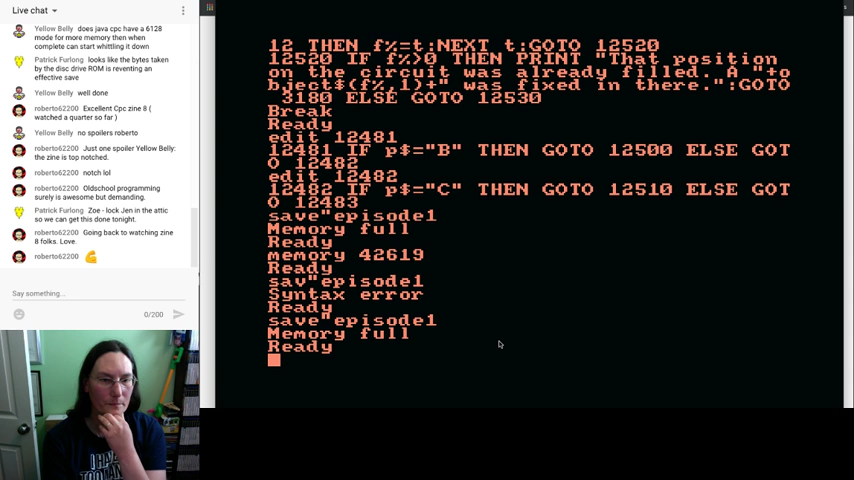 Live chat
Yellow Belly does java cpc have a 6128
mode for more memory then when
complete can start whittling it down
Patrick Furlong looks like the bytes taken
by the disc drive ROM is reventing an
effective save
Yellow Belly well done
roberto62200 Excellent Cpc zine 8 (
watched a quarter so far )
Yellow Belly no spoilers roberto
roberto62200 Just one spoiler Yellow Belly:
the zine is top notched.
roberto62200 notch lol
roberto62200 Oldschool programming
surely is awesome but demanding.
Patrick Furlong Zoe - lock Jen in the attic
so we can get this done tonight.
roberto62200 Going back to watching zine
8 folks. Love.
roberto62200
Say something...
0/200
12 THEN f%=t:NEXT t:GOTO 12520
12520 IF f%>0 THEN PRINT "That position
on the circuit was already filled. A "+o
bject$(f%,1)+" was fixed in there.":GOTO
3180 ELSE GOTO 12530
Break
Ready
edit 12481
12481 IF p$="B" THEN GOTO 12500 ELSE GOT
O 12482
edit 12482
12482 IF p$="C" THEN GOTO 12510 ELSE GOT
O 12483
save"episode1
Memory full
Ready
memory 42619
Ready
sav"episode1
Syntax error
Ready
save"episode1
Memory full
Ready